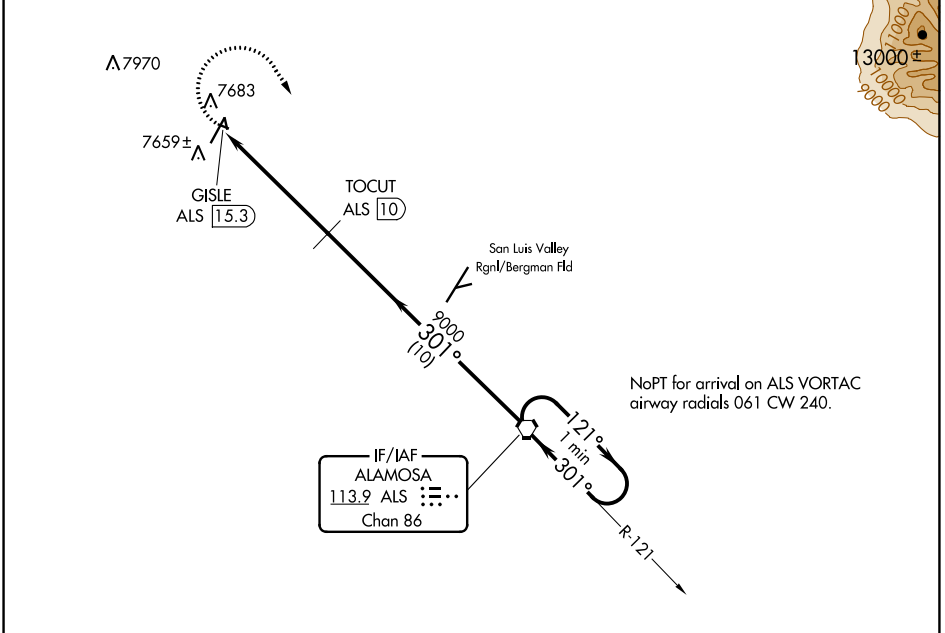 7970
7683
7659±
13000±
11000
10000
9000
GISLE
ALS 15.3
TOCUT
ALS 10
San Luis Valley
Rgnl/Bergman Fld
9000
301°
(10)
NoPT for arrival on ALS VORTAC
airway radials 061 CW 240.
121°
1 min
301°
IF/IAF
ALAMOSA
113.9 ALS
Chan 86
R-121